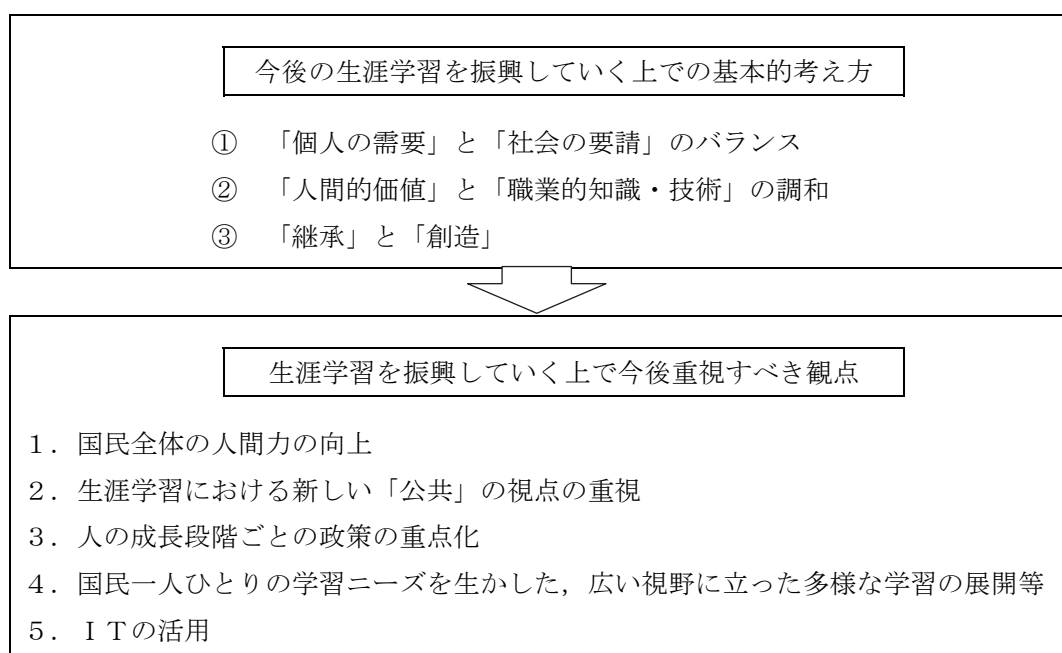 今後の生涯学習を振興していく上での基本的考え方
① 「個人の需要」と「社会の要請」のバランス
② 「人間的価値」と「職業的知識・技術」の調和
③ 「継承」と「創造」
生涯学習を振興していく上で今後重視すべき観点
1．国民全体の人間力の向上
2．生涯学習における新しい「公共」の視点の重視
3．人の成長段階ごとの政策の重点化
4．国民一人ひとりの学習ニーズを生かした，広い視野に立った多様な学習の展開等
5．ＩＴの活用